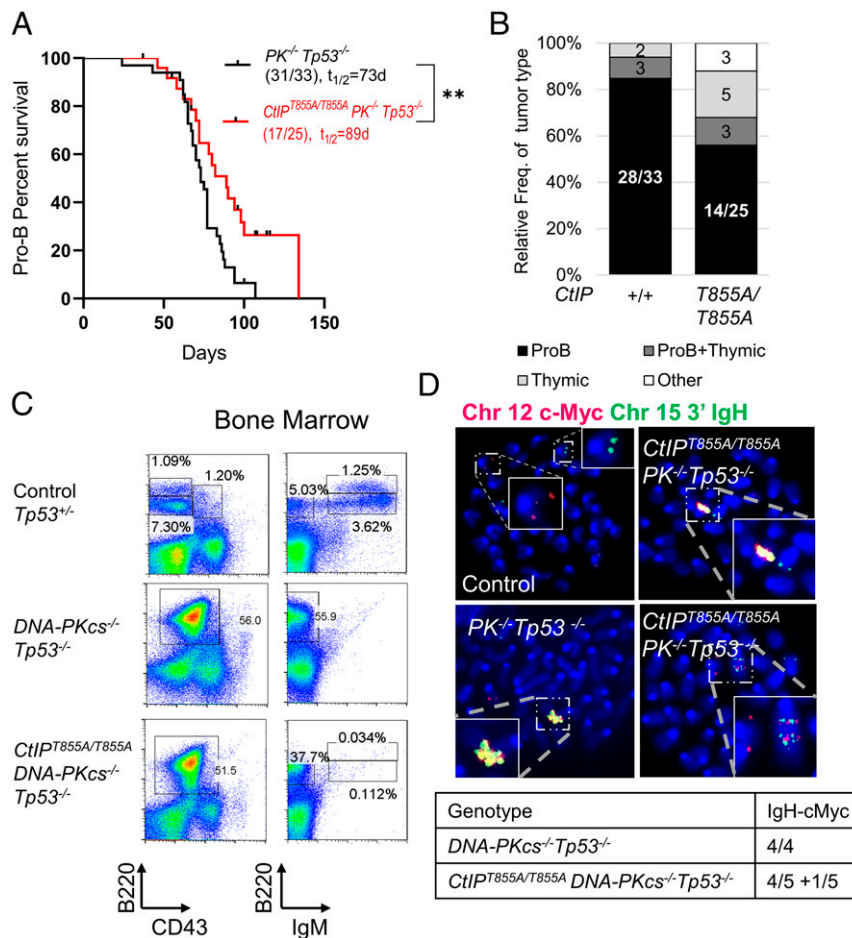 A
Pro-B Percent survival
100
80
60
40
20
0
0
50
100
150
Days
PK-/- Tp53-/-
(31/33), t1/2=73d
CtIPT855A/T855A PK-/- Tp53-/-
(17/25), t1/2=89d
**
B
Relative Freq. of tumor type
100%
80%
60%
40%
20%
0%
2
3
28/33
3
5
3
14/25
CtIP
+/+
T855A/
T855A
ProB
ProB+Thymic
Thymic
Other
C
Bone Marrow
Control
Tp53+/-
1.09%
1.20%
7.30%
1.25%
5.03%
3.62%
DNA-PKcs-/-
Tp53-/-
56.0
55.9
CtIPT855A/T855A
DNA-PKcs-/-
Tp53-/-
51.5
0.034%
37.7%
0.112%
B220
CD43
B220
IgM
D
Chr 12 c-Myc Chr 15 3' IgH
Control
CtIPT855A/T855A
PK-/-Tp53-/-
PK-/-Tp53 -/-
CtIPT855A/T855A
PK-/-Tp53-/-
Genotype IgH-cMyc
DNA-PKcs-/-Tp53-/- 4/4
CtIPT855A/T855A DNA-PKcs-/-Tp53-/- 4/5 +1/5